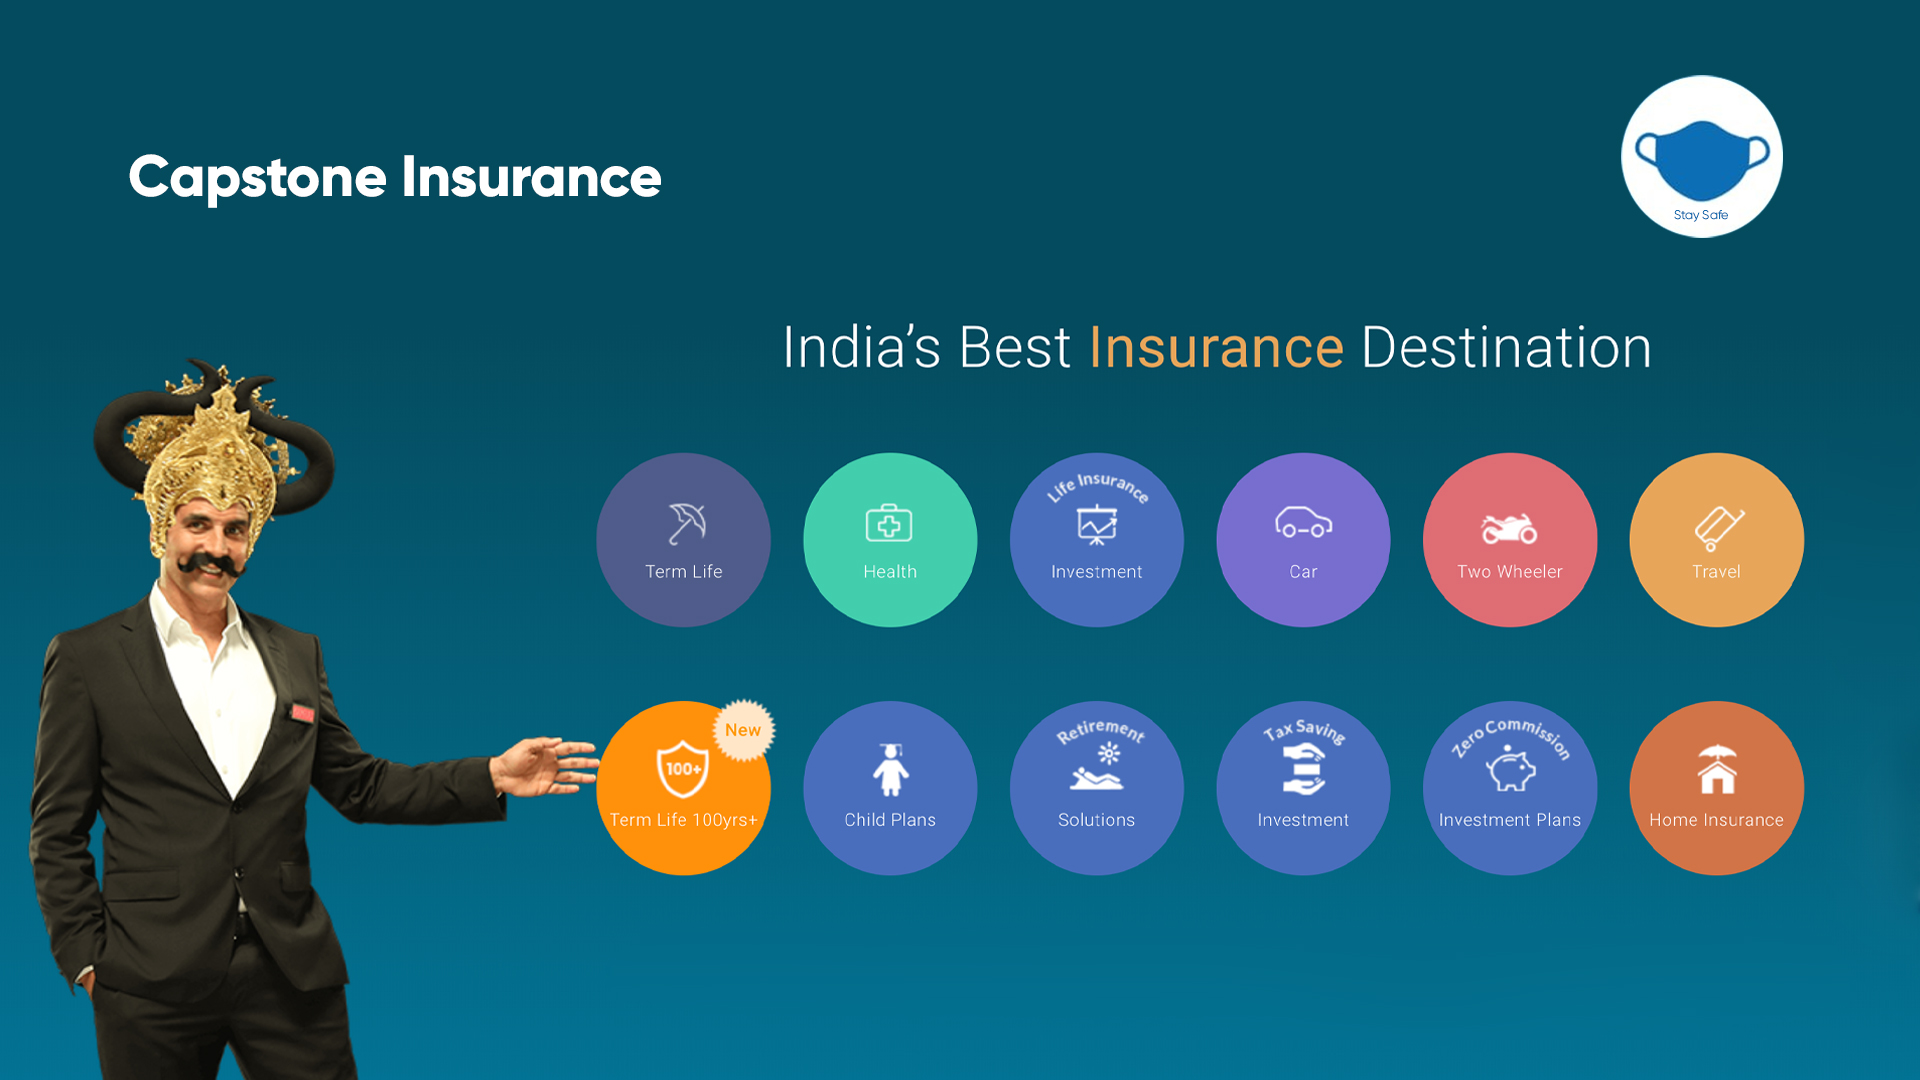 Capstone Insurance
Stay Safe
India's Best Insurance Destination
Term Life
Health
Life Insurance
Investment
Car
Two Wheeler
Travel
New
100+
Term Life 100yrs+
Child Plans
Retirement
Solutions
Tax Saving
Investment
Zero Commission
Investment Plans
Home Insurance